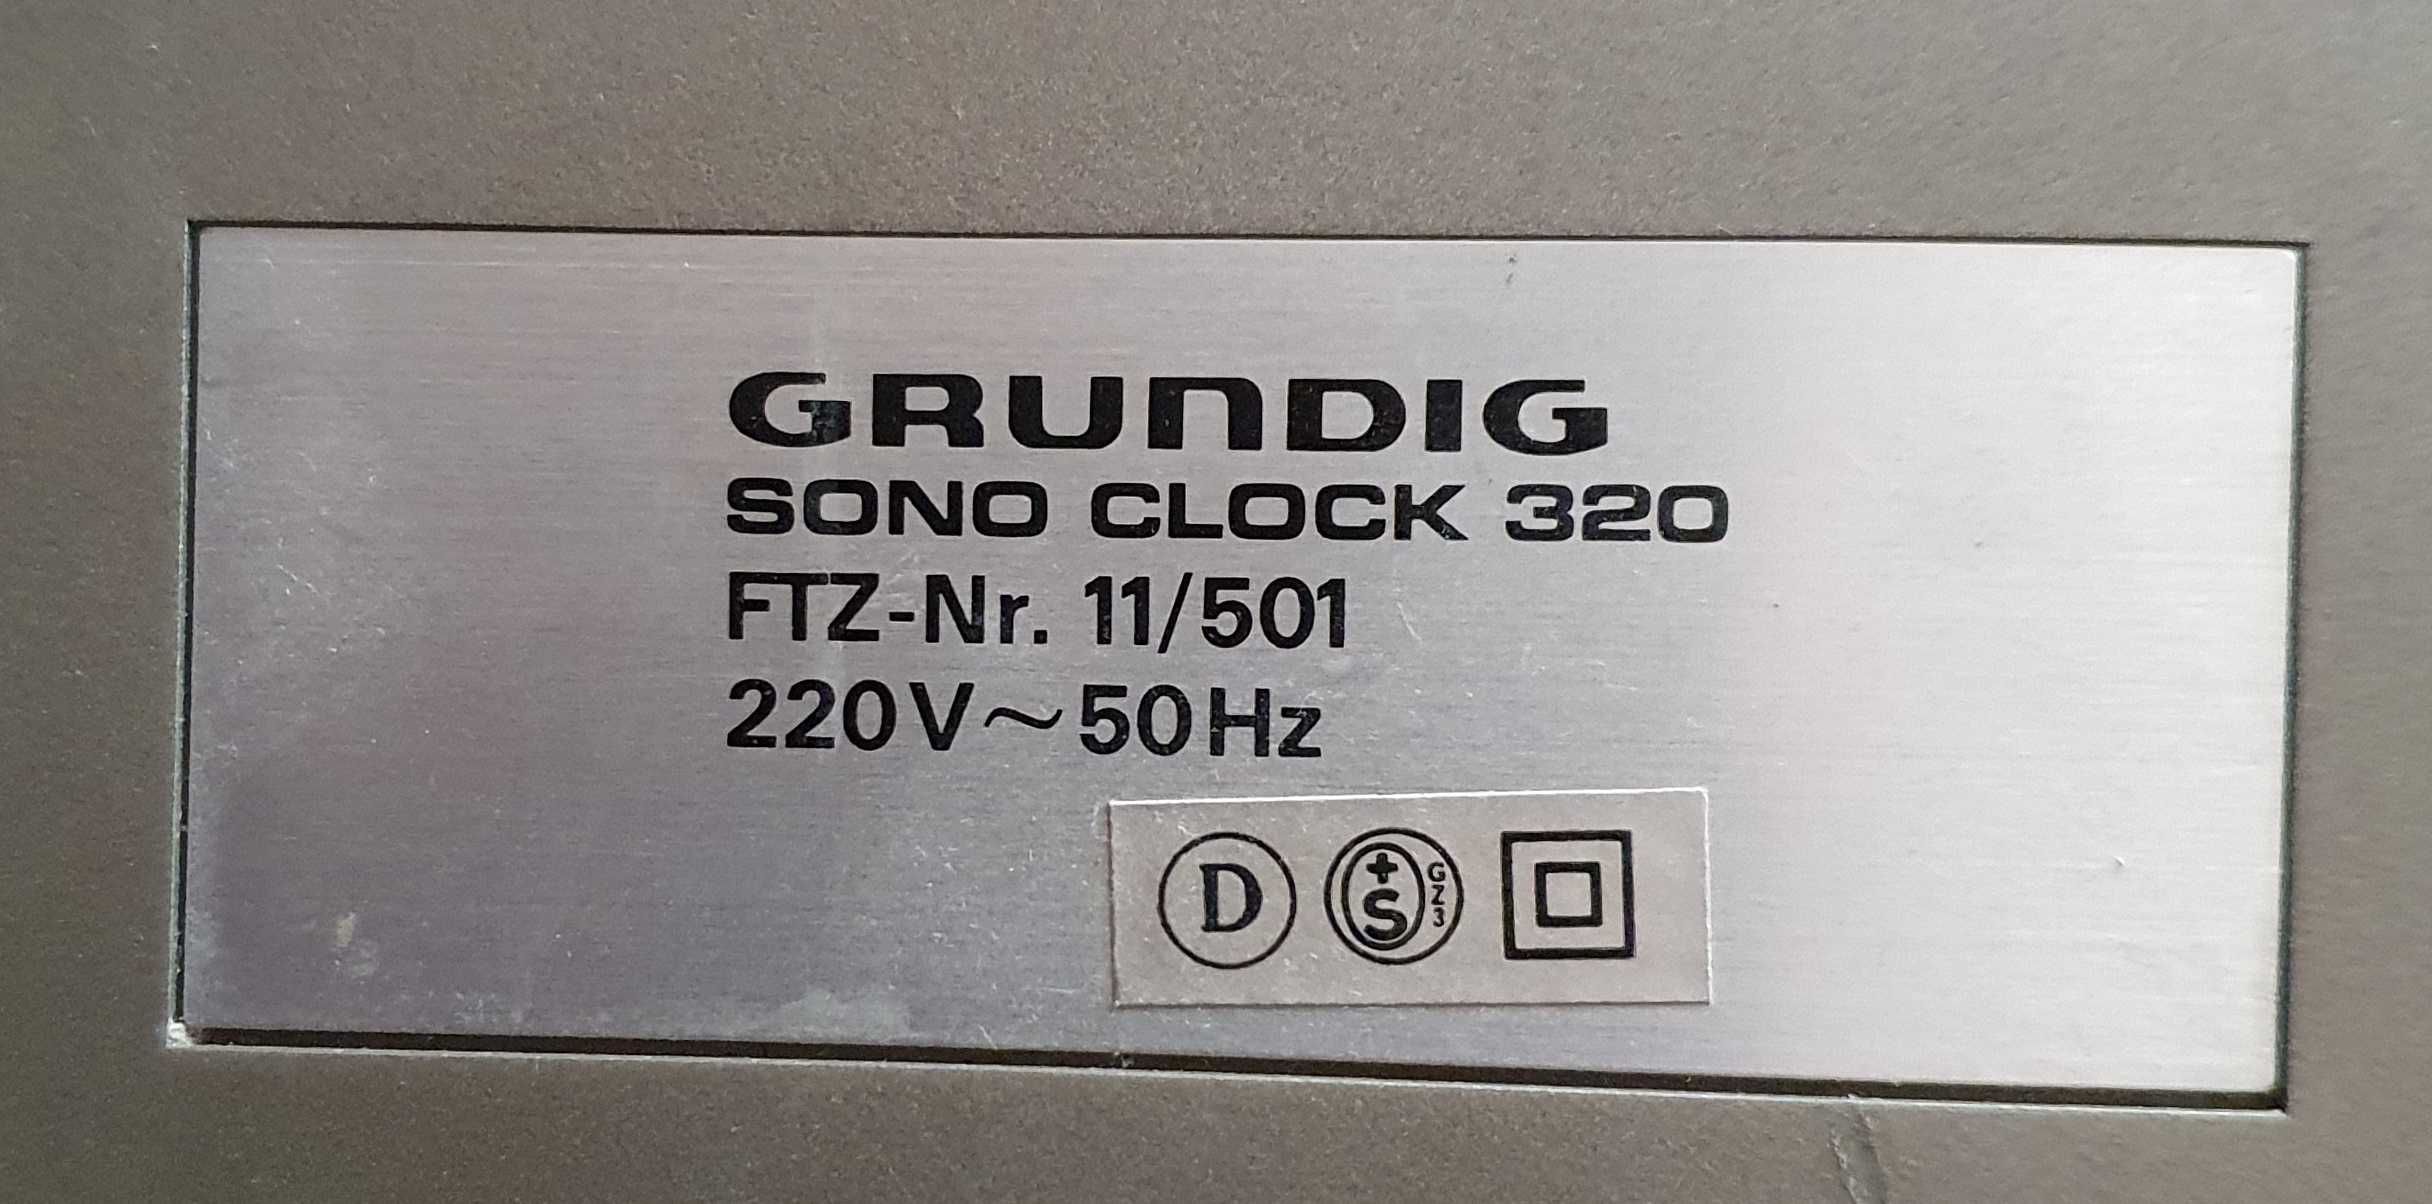 GRUNDIG
SONO CLOCK 320
FTZ-Nr. 11/501
220V~50Hz
D +S GZ3